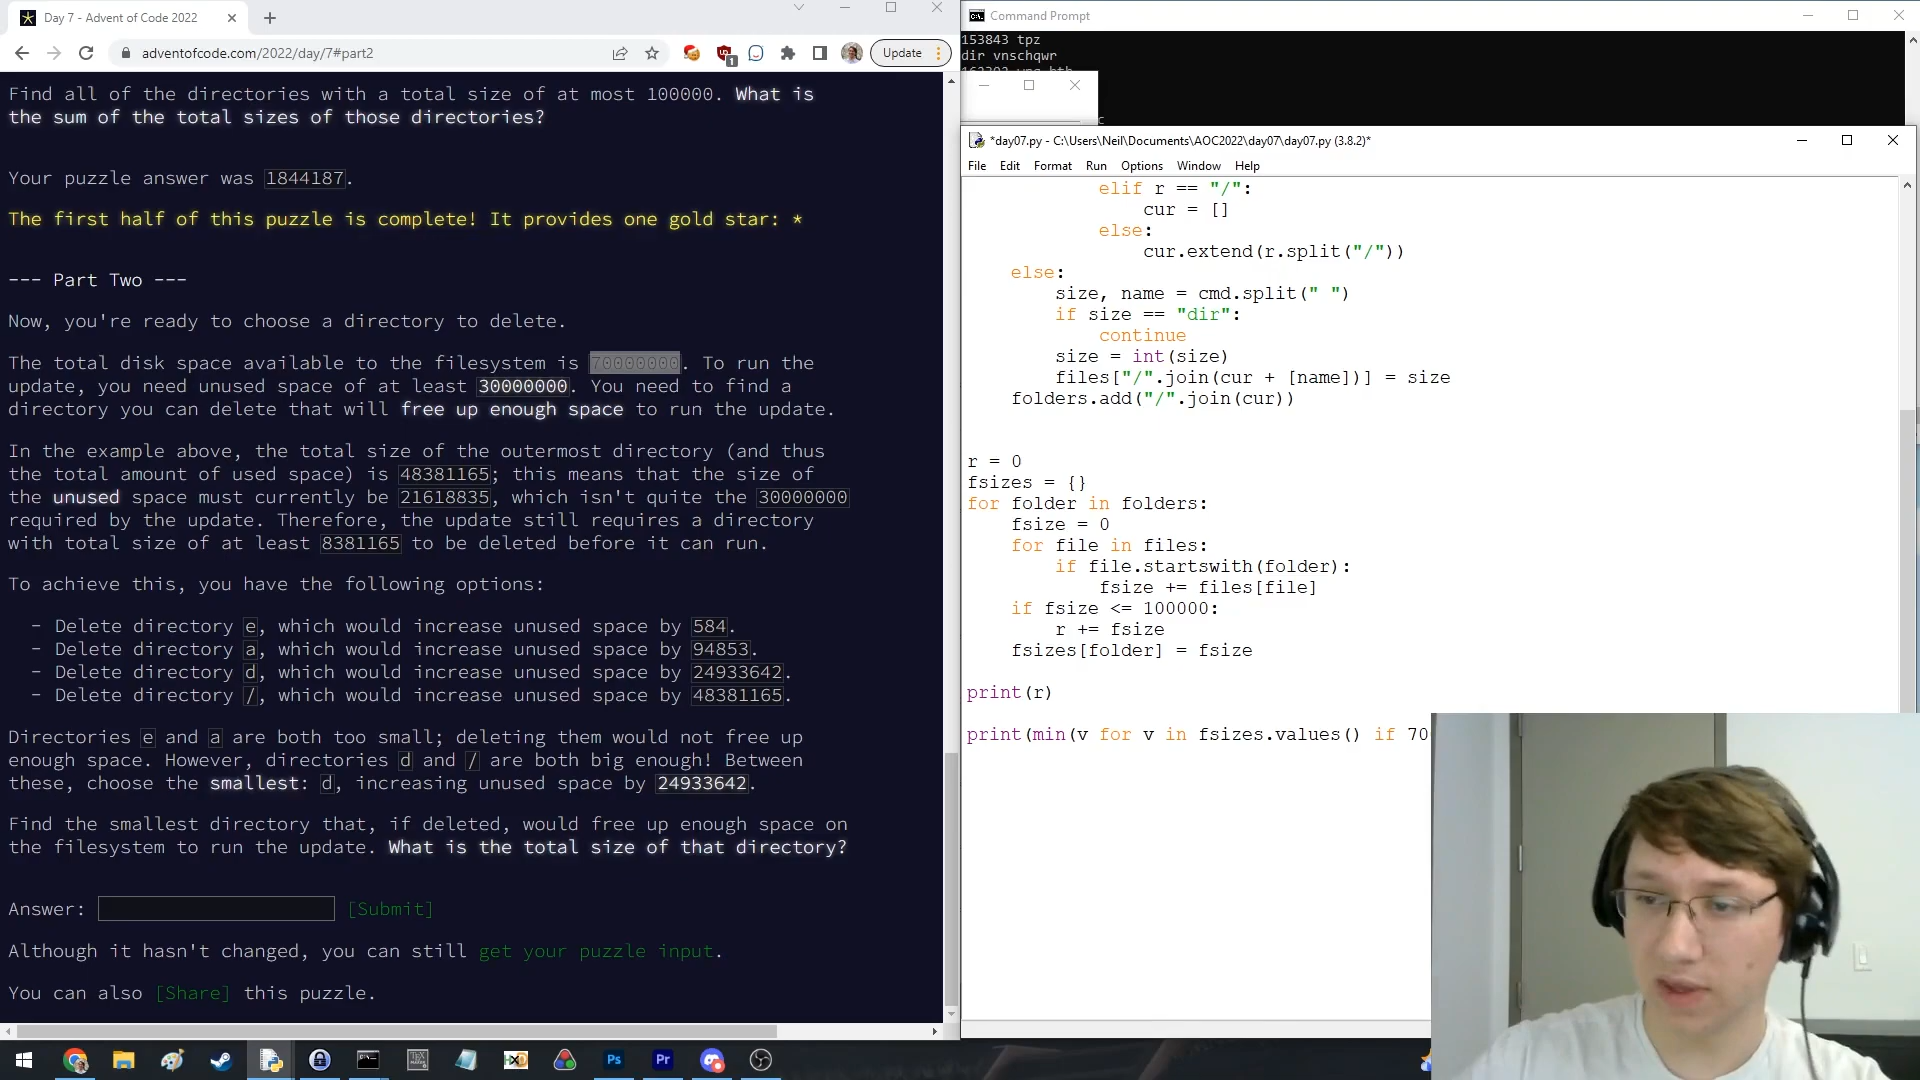 Day 7 - Advent of Code 2022
adventofcode.com/2022/day/7#part2
Update
1
Find all of the directories with a total size of at most 100000. What is
the sum of the total sizes of those directories?
Your puzzle answer was 1844187.
The first half of this puzzle is complete! It provides one gold star: *
--- Part Two ---
Now, you're ready to choose a directory to delete.
The total disk space available to the filesystem is 70000000. To run the
update, you need unused space of at least 30000000. You need to find a
directory you can delete that will free up enough space to run the update.
In the example above, the total size of the outermost directory (and thus
the total amount of used space) is 48381165; this means that the size of
the unused space must currently be 21618835, which isn't quite the 30000000
required by the update. Therefore, the update still requires a directory
with total size of at least 8381165 to be deleted before it can run.
To achieve this, you have the following options:
- Delete directory e, which would increase unused space by 584.
- Delete directory a, which would increase unused space by 94853.
- Delete directory d, which would increase unused space by 24933642.
- Delete directory /, which would increase unused space by 48381165.
Directories e and a are both too small; deleting them would not free up
enough space. However, directories d and / are both big enough! Between
these, choose the smallest: d, increasing unused space by 24933642.
Find the smallest directory that, if deleted, would free up enough space on
the filesystem to run the update. What is the total size of that directory?
Answer: [Submit]
Although it hasn't changed, you can still get your puzzle input.
You can also [Share] this puzzle.
Command Prompt
153843 tpz
dir vnschqwr
c
*day07.py - C:\Users\Neil\Documents\AOC2022\day07\day07.py (3.8.2)*
File Edit Format Run Options Window Help
elif r == "/":
cur = []
else:
cur.extend(r.split("/"))
else:
size, name = cmd.split(" ")
if size == "dir":
continue
size = int(size)
files["/".join(cur + [name])] = size
folders.add("/".join(cur))
r = 0
fsizes = {}
for folder in folders:
fsize = 0
for file in files:
if file.startswith(folder):
fsize += files[file]
if fsize <= 100000:
r += fsize
fsizes[folder] = fsize
print(r)
print(min(v for v in fsizes.values() if 70
Ps
Pr